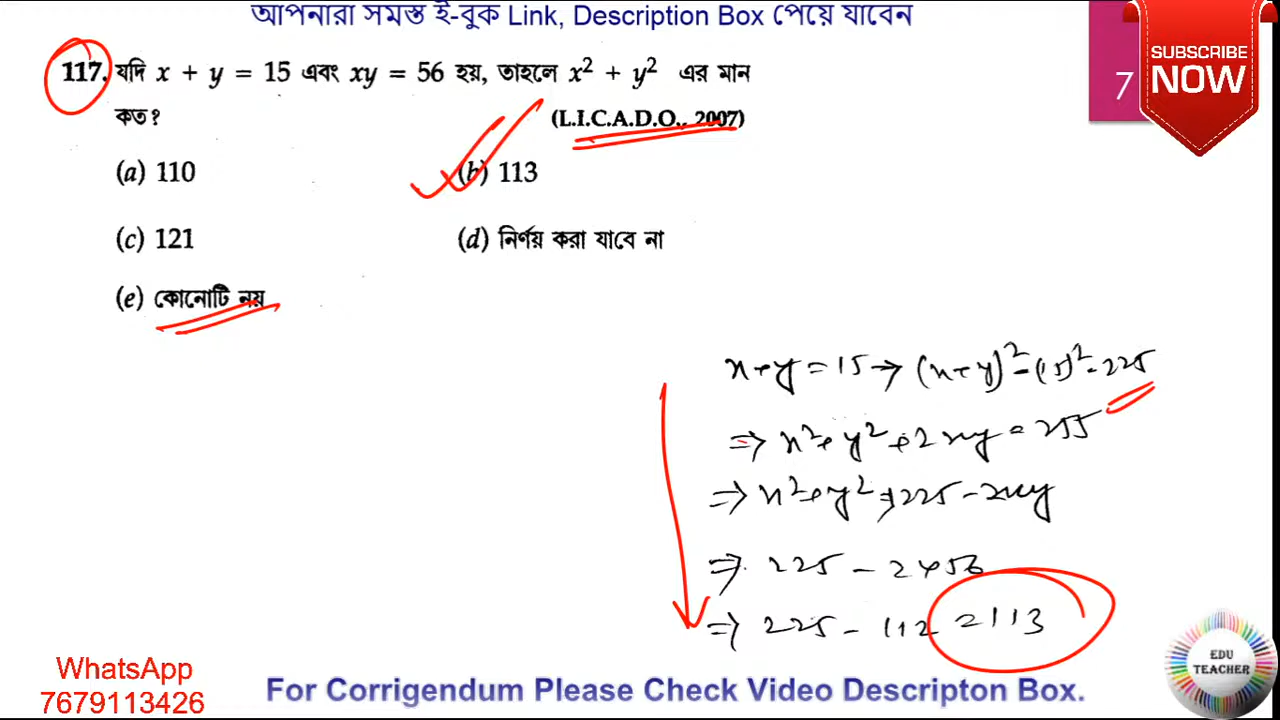 আপনারা সমস্ত ই-বুক Link, Description Box পেয়ে যাবেন
7
SUBSCRIBE
NOW
117. যদি x + y = 15 এবং xy = 56 হয়, তাহলে x² + y² এর মান
কত?
(L.I.C.A.D.O., 2007)
(a) 110
(b) 113
(c) 121
(d) নির্ণয় করা যাবে না
(e) কোনোটি নয়
x+y = 15 → (x+y)² = (15)² = 225
⇒ x² + y² + 2xy = 255
⇒ x² + y² = 225 - 2xy
⇒ 225 - 2×56
⇒ 225 - 112 = 113
EDU
TEACHER
WhatsApp
7679113426
For Corrigendum Please Check Video Descripton Box.